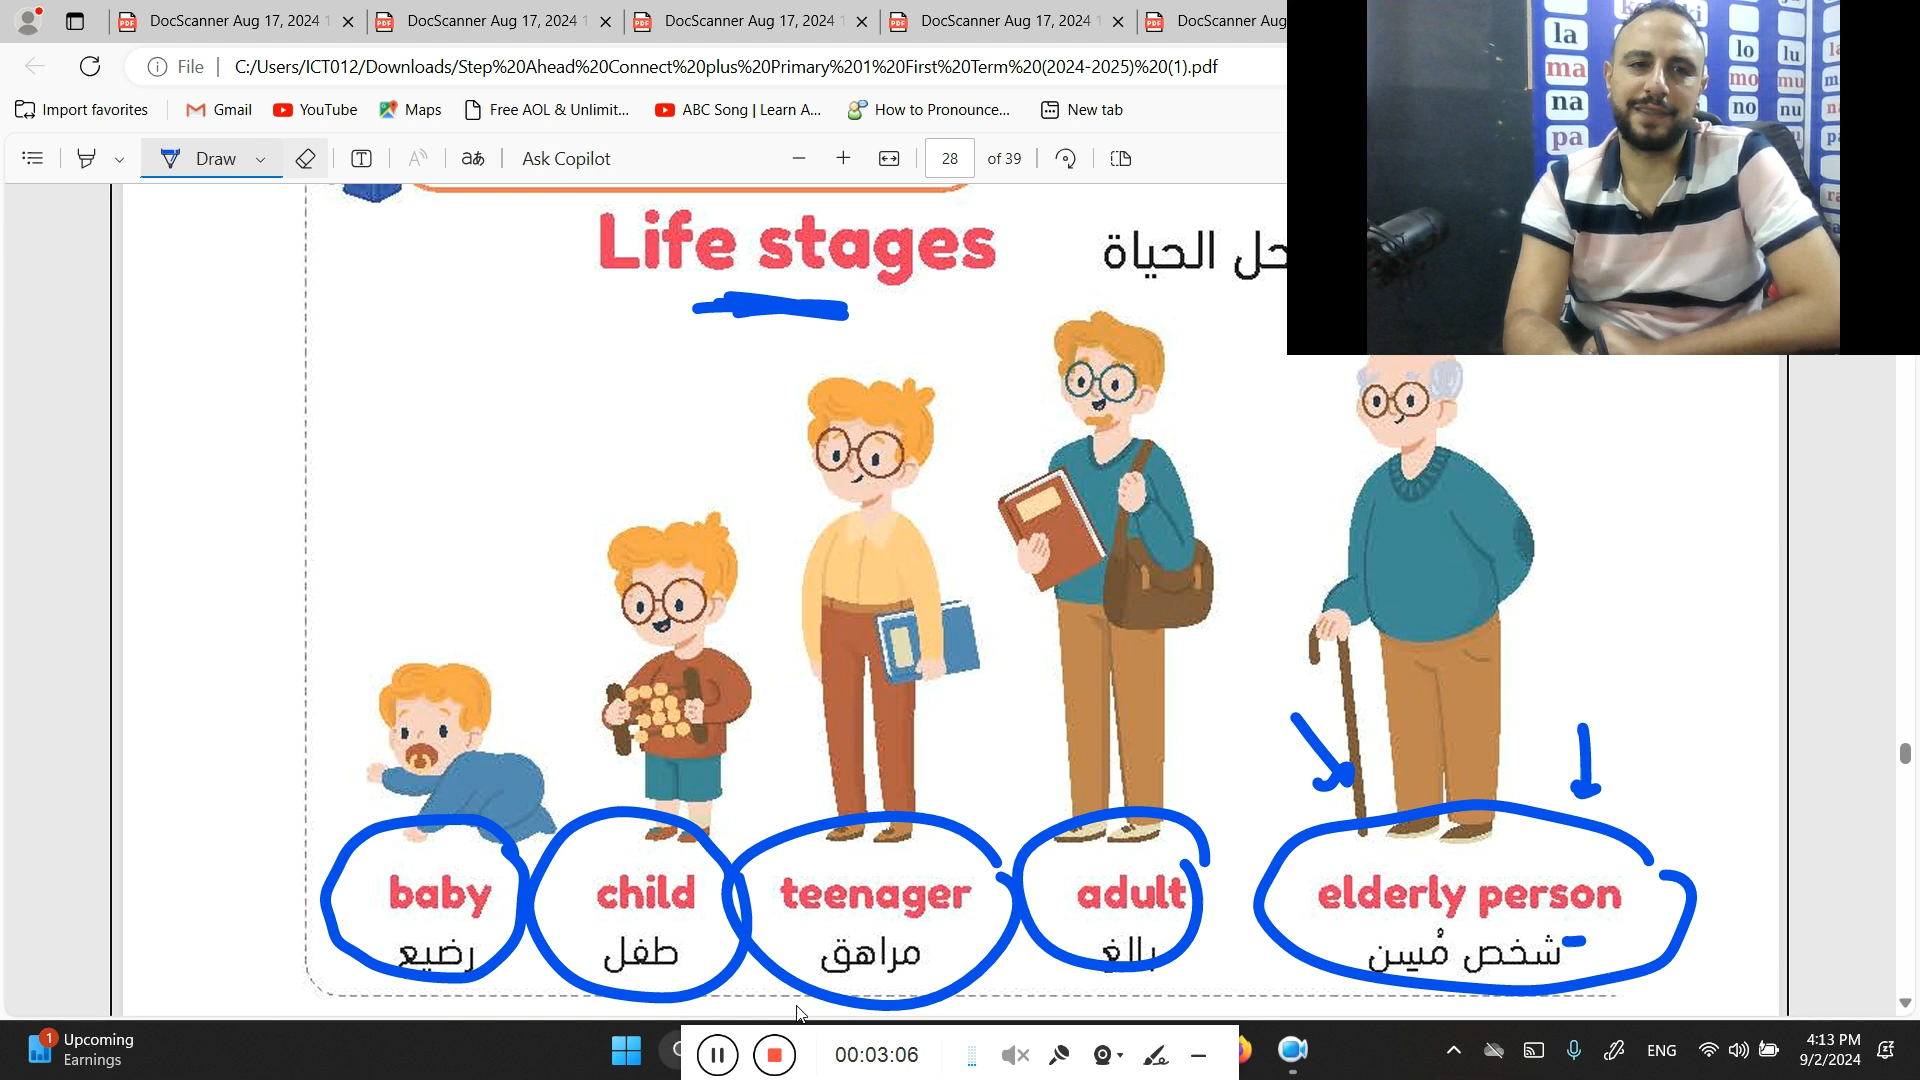 DocScanner Aug 17, 2024 1
DocScanner Aug 17, 2024 1
DocScanner Aug 17, 2024 1
DocScanner Aug 17, 2024 1
DocScanner Aug
File
C:/Users/ICT012/Downloads/Step%20Ahead%20Connect%20plus%20Primary%201%20First%20Term%20(2024-2025)%20(1).pdf
Import favorites
Gmail
YouTube
Maps
Free AOL & Unlimit...
ABC Song | Learn A...
How to Pronounce...
New tab
Draw
Ask Copilot
28 of 39
la
ma
na
pa
lo
mo
no
lu
mu
nu
Life stages
حل الحياة
baby
child
teenager
adult
elderly person
رضيع
طفل
مراهق
بالغ
شخص مُسِن
1
Upcoming
Earnings
00:03:06
ENG
4:13 PM
9/2/2024